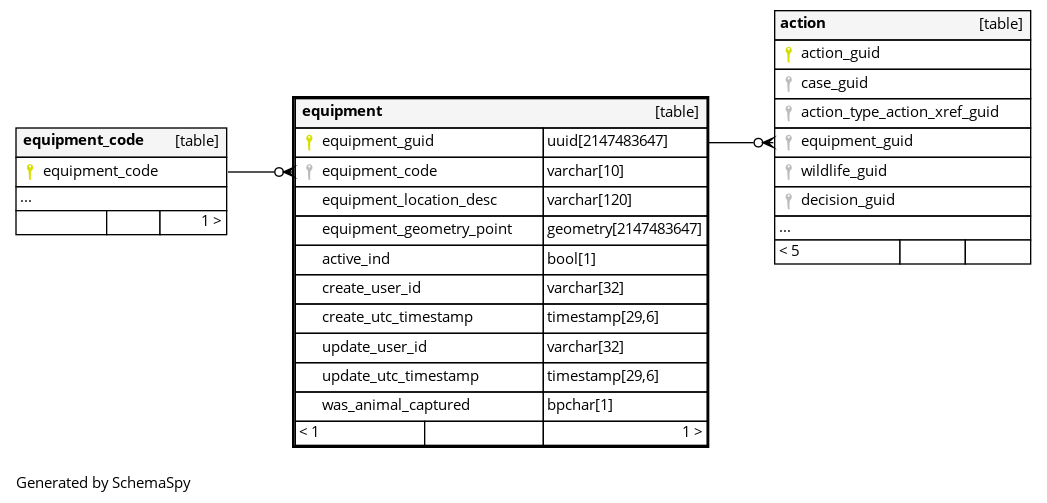 equipment_code [table]
equipment_code
...
1 >
equipment [table]
equipment_guid uuid[2147483647]
equipment_code varchar[10]
equipment_location_desc varchar[120]
equipment_geometry_point geometry[2147483647]
active_ind bool[1]
create_user_id varchar[32]
create_utc_timestamp timestamp[29,6]
update_user_id varchar[32]
update_utc_timestamp timestamp[29,6]
was_animal_captured bpchar[1]
< 1 1 >
action [table]
action_guid
case_guid
action_type_action_xref_guid
equipment_guid
wildlife_guid
decision_guid
...
< 5
Generated by SchemaSpy